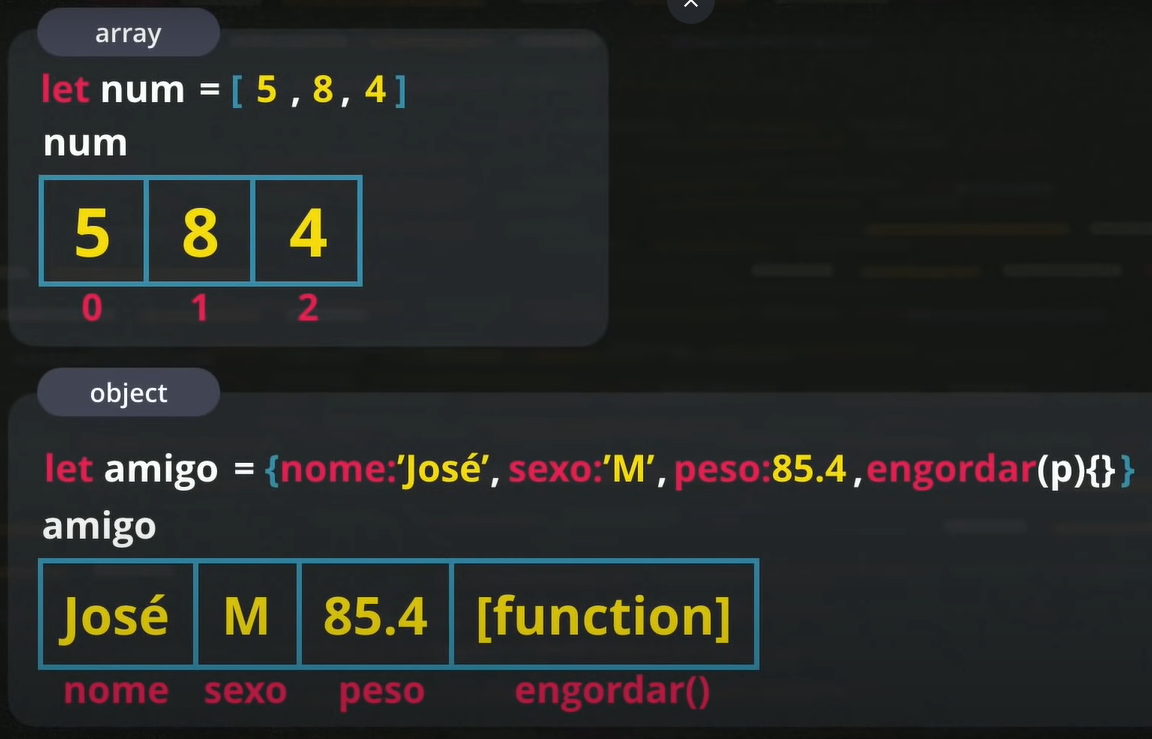 array
let num = [ 5 , 8 , 4 ]
num
5 8 4
0 1 2
object
let amigo = {nome:’José’, sexo:’M’, peso:85.4 ,engordar(p){} }
amigo
José M 85.4 [function]
nome sexo peso engordar()